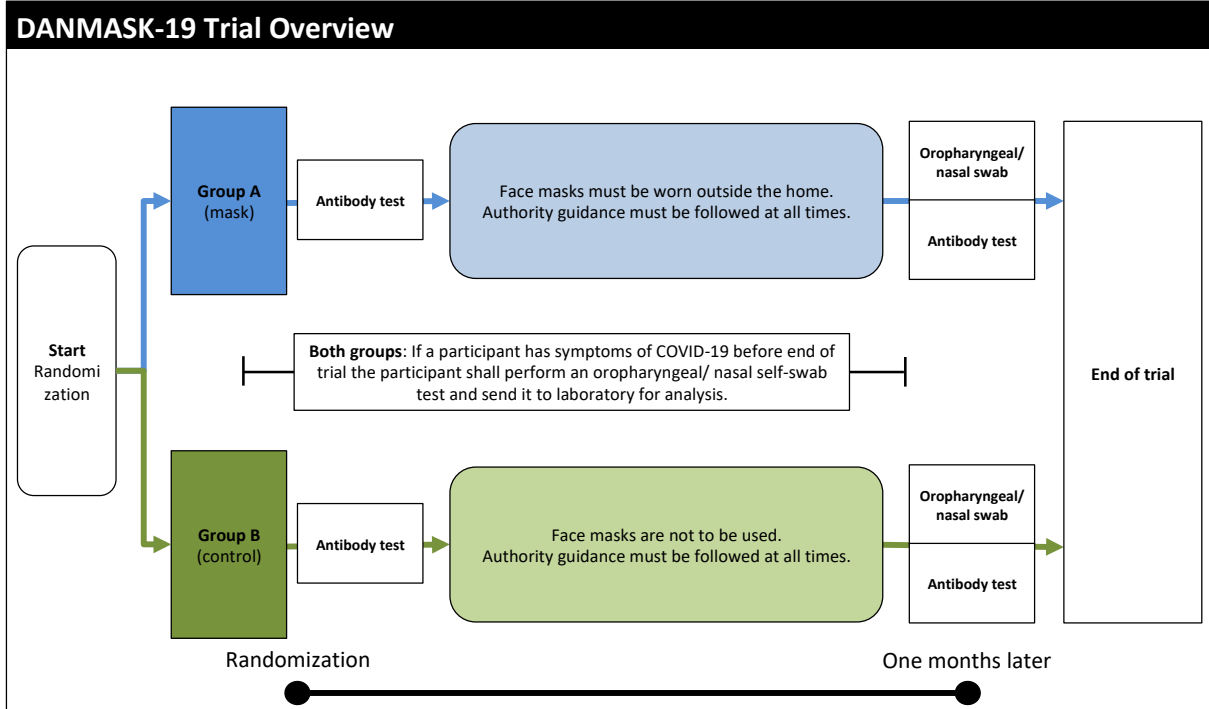 DANMASK-19 Trial Overview
Start
Randomi
zation
Group A
(mask)
Antibody test
Face masks must be worn outside the home.
Authority guidance must be followed at all times.
Oropharyngeal/
nasal swab
Antibody test
Both groups: If a participant has symptoms of COVID-19 before end of
trial the participant shall perform an oropharyngeal/ nasal self-swab
test and send it to laboratory for analysis.
Group B
(control)
Antibody test
Face masks are not to be used.
Authority guidance must be followed at all times.
Oropharyngeal/
nasal swab
Antibody test
End of trial
Randomization
One months later